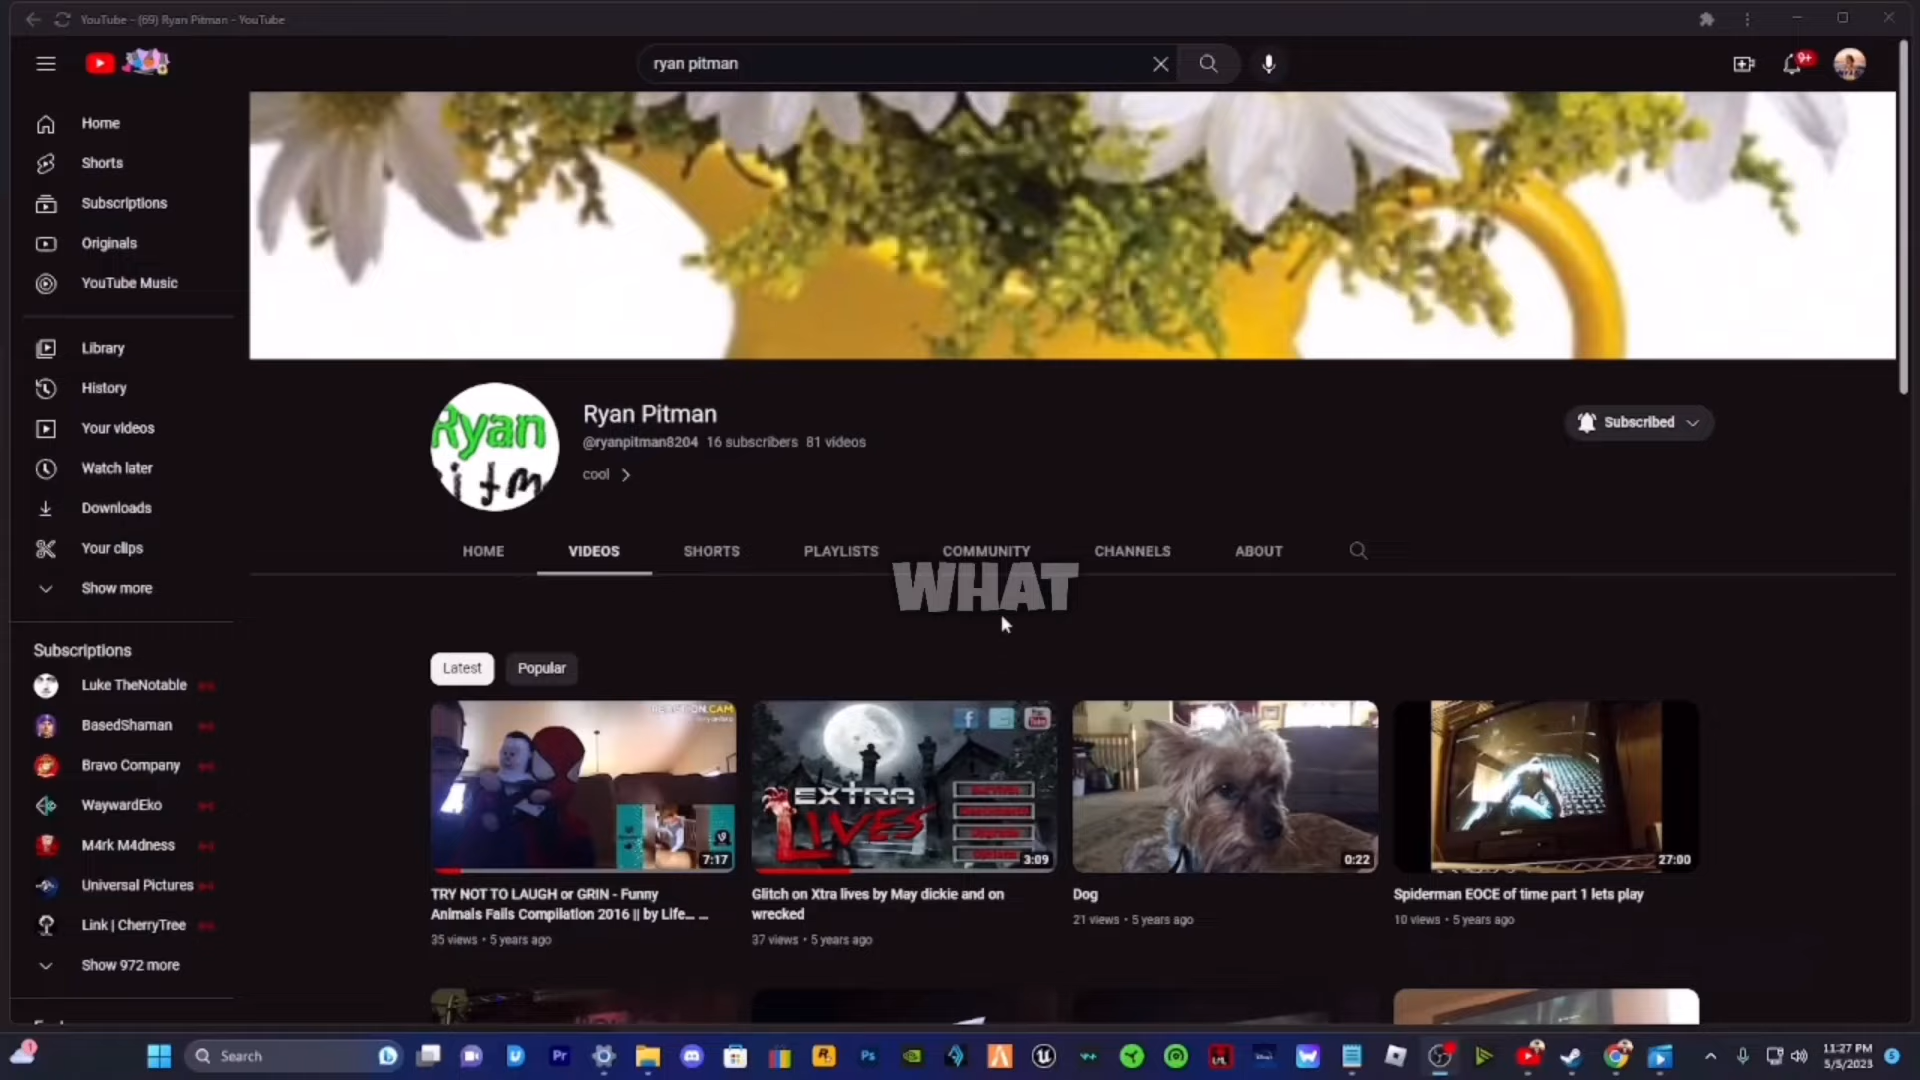 YouTube - (69) Ryan Pitman - YouTube
ryan pitman
9+
Home
Shorts
Subscriptions
Originals
YouTube Music
Library
History
Your videos
Watch later
Downloads
Your clips
Show more
Subscriptions
Luke TheNotable
BasedShaman
Bravo Company
WaywardEko
M4rk M4dness
Universal Pictures
Link | CherryTree
Show 972 more
Ryan
Ryan Pitman
@ryanpitman8204 16 subscribers 81 videos
cool
Subscribed
HOME VIDEOS SHORTS PLAYLISTS COMMUNITY CHANNELS ABOUT
WHAT
Latest Popular
7:17
EXTRA
LIVES
3:09
0:22
27:00
TRY NOT TO LAUGH or GRIN - Funny
Animals Fails Compilation 2016 || by Life... ...
35 views • 5 years ago
Glitch on Xtra lives by May dickie and on
wrecked
37 views • 5 years ago
Dog
21 views • 5 years ago
Spiderman EOCE of time part 1 lets play
10 views • 5 years ago
1
Search
Pr
Ps
11:27 PM
5/5/2023
5